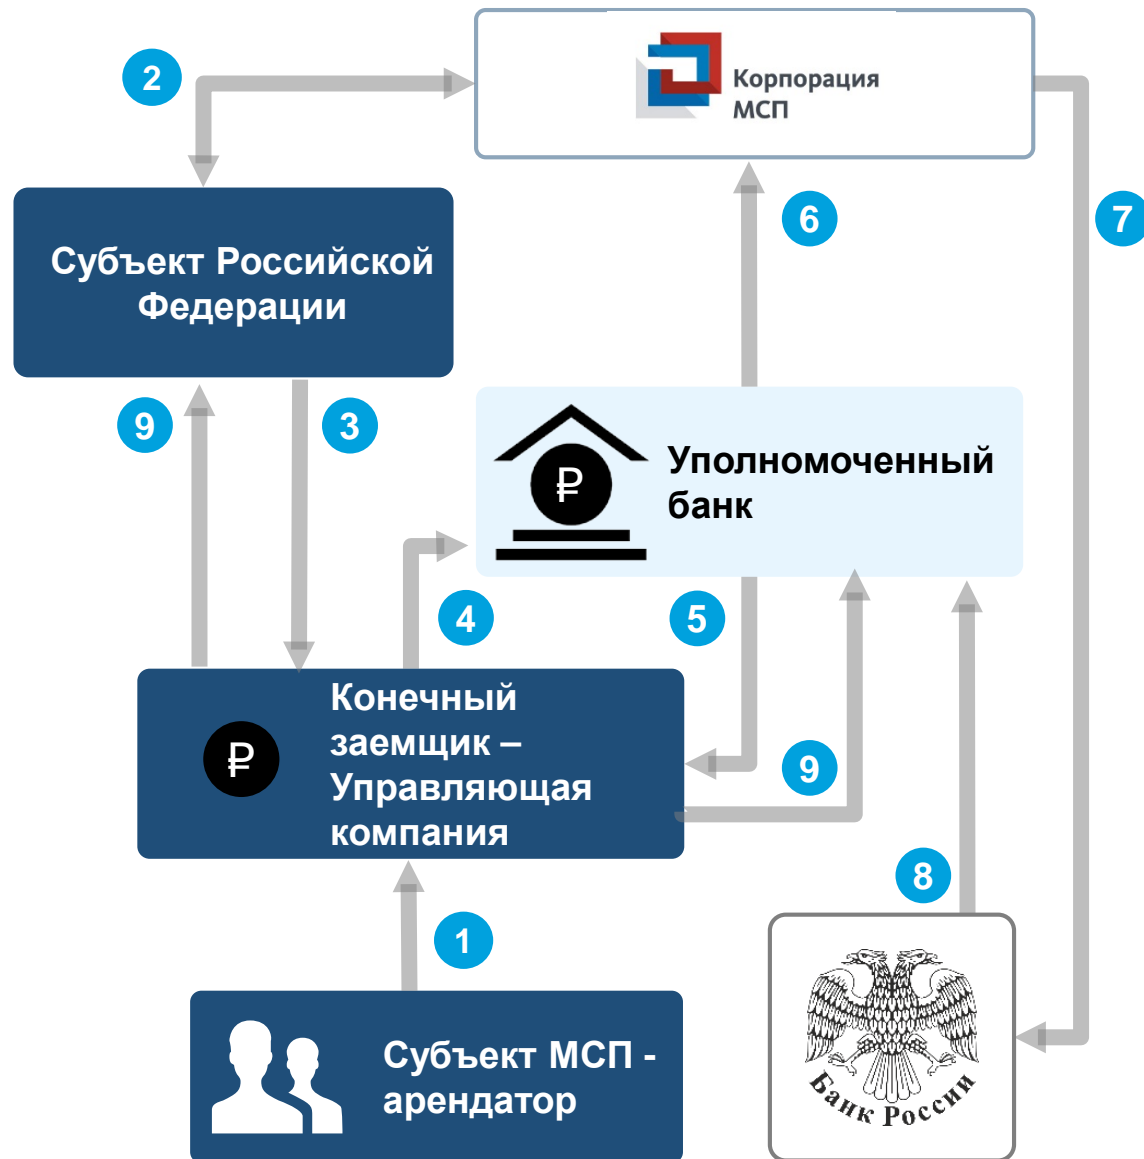 2
Корпорация
МСП
6
7
Субъект Российской
Федерации
9
3
₽
Уполномоченный
банк
4
5
₽
Конечный
заемщик –
Управляющая
компания
9
8
1
Субъект МСП -
арендатор
Банк России